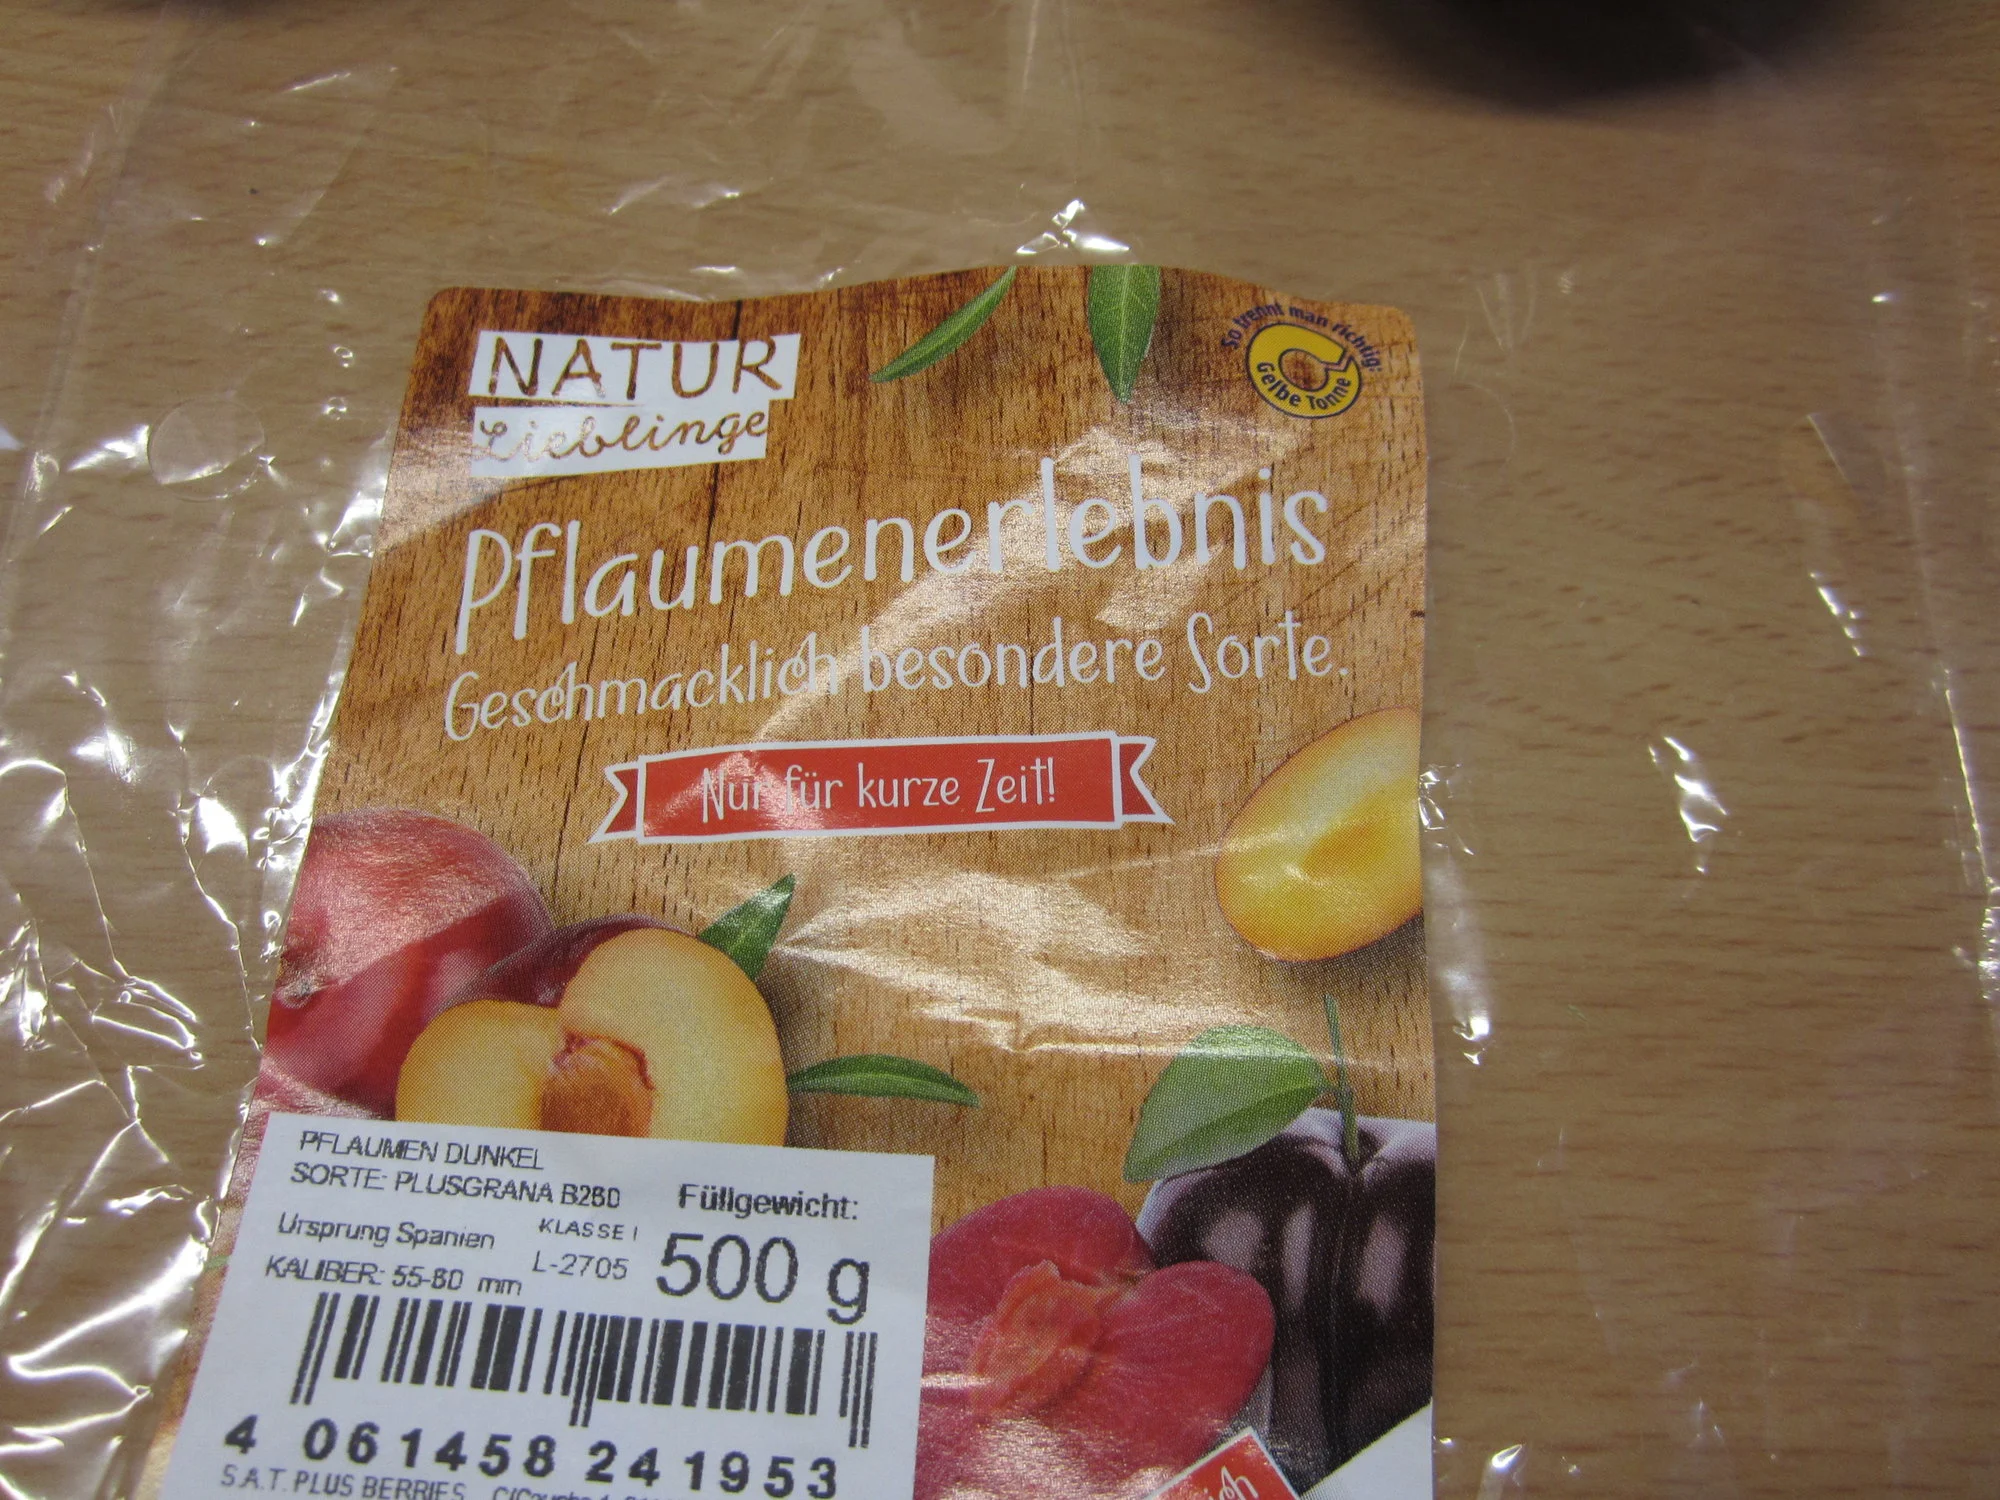 NATUR
Lieblinge
So trennt man richtig:
Gelbe Tonne
Pflaumenerlebnis
Geschmacklich besondere Sorte.
Nur für kurze Zeit!
PFLAUMEN DUNKEL
SORTE: PLUSGRANA B260
Füllgewicht:
Ursprung Spanien KLASSE I
KALIBER: 55-60 mm L-2705 500 g
4 061458 241953
S.A.T. PLUS BERRIES